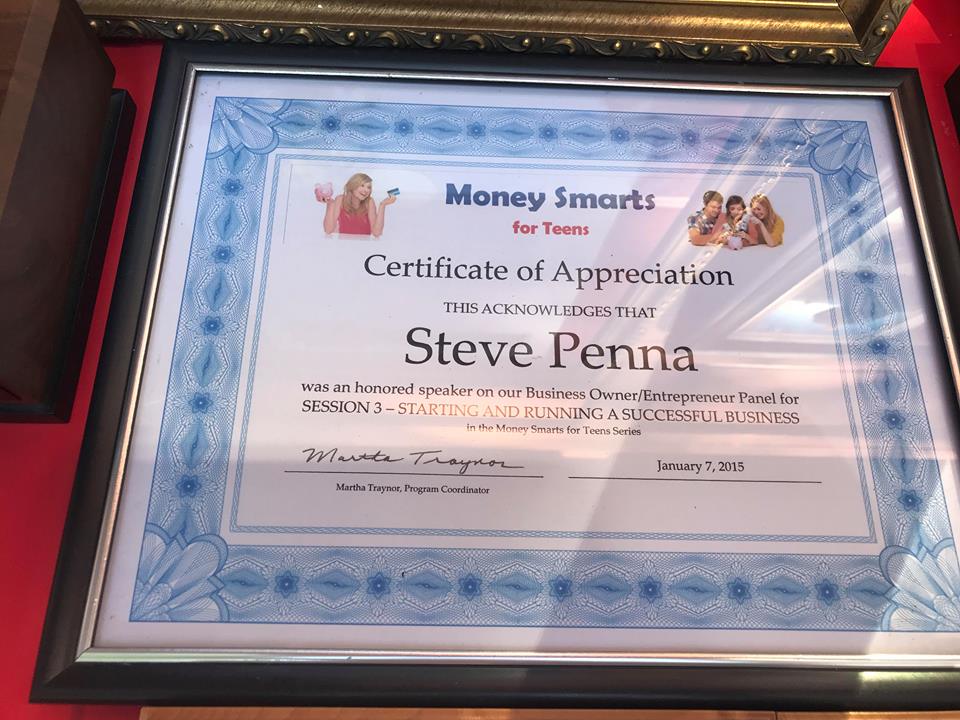 Money Smarts
for Teens
Certificate of Appreciation
THIS ACKNOWLEDGES THAT
Steve Penna
was an honored speaker on our Business Owner/Entrepreneur Panel for
SESSION 3 – STARTING AND RUNNING A SUCCESSFUL BUSINESS
in the Money Smarts for Teens Series
Martha Traynor
January 7, 2015
Martha Traynor, Program Coordinator